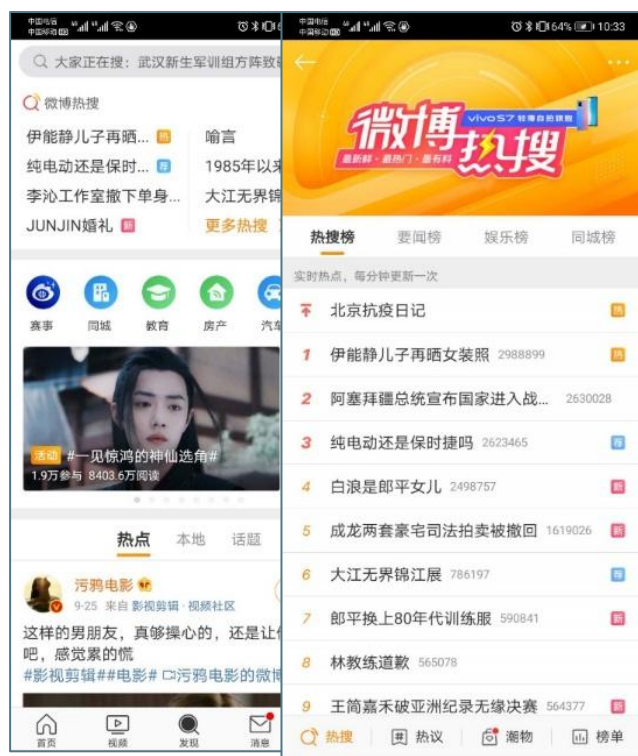 中国电信
中国移动 HD
大家正在搜：武汉新生军训组方阵致
微博热搜
伊能静儿子再晒... 热
喻言
纯电动还是保时... 荐
1985年以来
李沁工作室撤下单身...
大江无界锦
JUNJIN婚礼 新
更多热搜
赛事
同城
教育
房产
汽车
活动 #一见惊鸿的神仙选角#
1.9万参与 8403.6万阅读
热点
本地
话题
污鸦电影
9-25 来自 影视剪辑·视频社区
这样的男朋友，真够操心的，还是让
吧，感觉累的慌
#影视剪辑##电影# 污鸦电影的微博
首页
视频
发现
消息
中国电信
中国移动 HD
64% 10:33
微博热搜
vivo S7 轻薄自拍旗舰
最新鲜·最热门·最有料
热搜榜
要闻榜
娱乐榜
同城榜
实时热点，每分钟更新一次
北京抗疫日记 热
1 伊能静儿子再晒女装照 2988899 热
2 阿塞拜疆总统宣布国家进入战... 2630028
3 纯电动还是保时捷吗 2623465 荐
4 白浪是郎平女儿 2498757 新
5 成龙两套豪宅司法拍卖被撤回 1619026 新
6 大江无界锦江展 786197 荐
7 郎平换上80年代训练服 590841 新
8 林教练道歉 565078
9 王简嘉禾破亚洲纪录无缘决赛 564377 新
热搜
热议
潮物
榜单